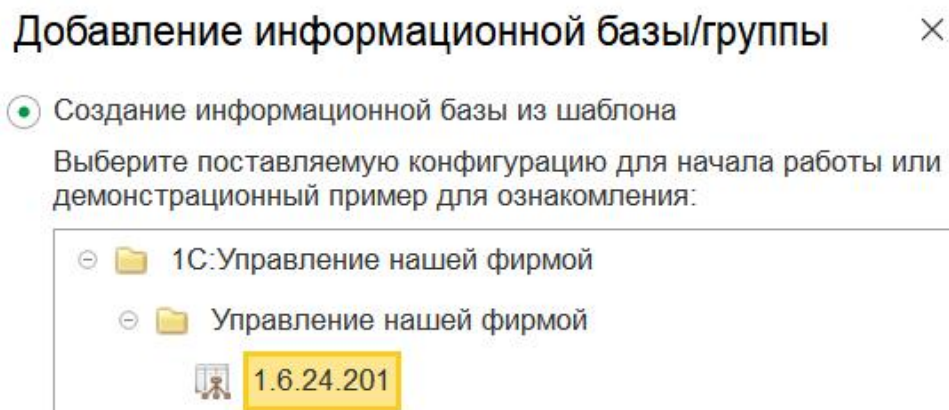 Добавление информационной базы/группы
Создание информационной базы из шаблона
Выберите поставляемую конфигурацию для начала работы или
демонстрационный пример для ознакомления:
1С:Управление нашей фирмой
Управление нашей фирмой
1.6.24.201